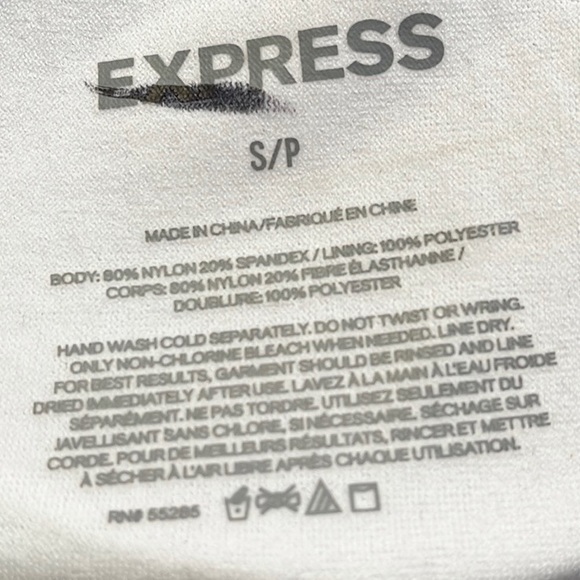 EXPRESS
S/P
MADE IN CHINA/FABRIQUÉ EN CHINE
BODY: 80% NYLON 20% SPANDEX / LINING: 100% POLYESTER
CORPS: 80% NYLON 20% FIBRE ÉLASTHANNE /
DOUBLURE: 100% POLYESTER
HAND WASH COLD SEPARATELY. DO NOT TWIST OR WRING.
ONLY NON-CHLORINE BLEACH WHEN NEEDED. LINE DRY.
FOR BEST RESULTS, GARMENT SHOULD BE RINSED AND LINE
DRIED IMMEDIATELY AFTER USE. LAVEZ À LA MAIN À L'EAU FROIDE
SÉPARÉMENT. NE PAS TORDRE. UTILISEZ SEULEMENT DU
JAVELLISANT SANS CHLORE, SI NÉCESSAIRE. SÉCHAGE SUR
CORDE. POUR DE MEILLEURS RÉSULTATS, RINCER ET METTRE
À SÉCHER À L'AIR LIBRE APRÈS CHAQUE UTILISATION.
RN# 55285